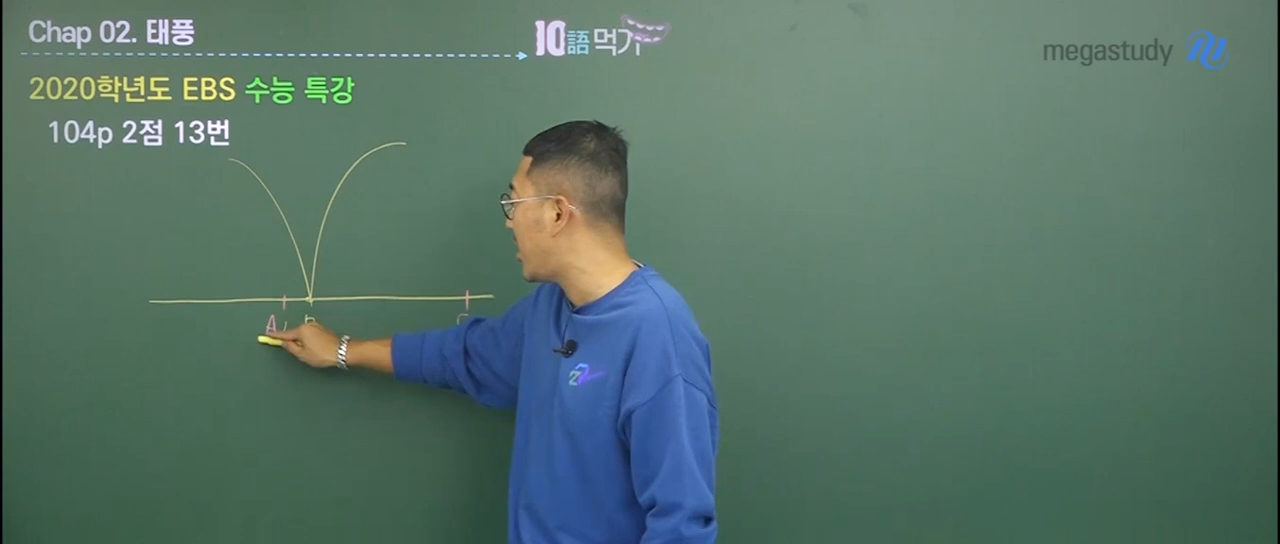 Chap 02. 태풍
10語먹기
megastudy
2020학년도 EBS 수능 특강
104p 2점 13번
A